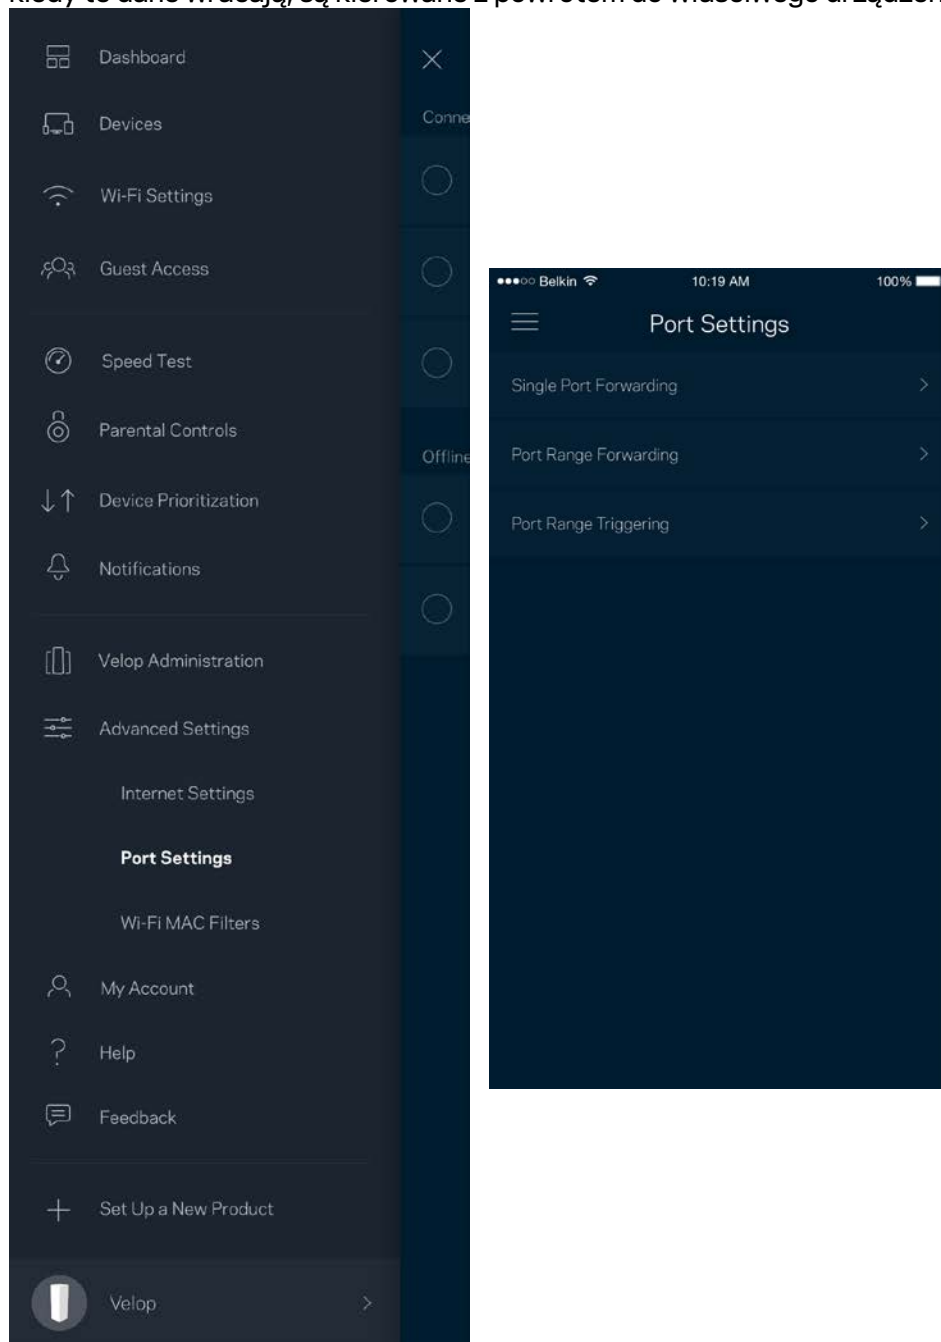 Dashboard
Devices
Wi-Fi Settings
Guest Access
Speed Test
Parental Controls
Device Prioritization
Notifications
Velop Administration
Advanced Settings
Internet Settings
Port Settings
Wi-Fi MAC Filters
My Account
Help
Feedback
Set Up a New Product
Velop
Conne
Offline
Belkin 10:19 AM 100%
Port Settings
Single Port Forwarding
Port Range Forwarding
Port Range Triggering